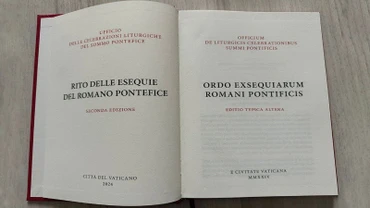 UFFICIO
DELLE CELEBRAZIONI LITURGICHE
DEL SOMMO PONTEFICE
RITO DELLE ESEQUIE
DEL ROMANO PONTEFICE
SECONDA EDIZIONE
CITTÀ DEL VATICANO
2024
OFFICIUM
DE LITURGICIS CELEBRATIONIBUS
SUMMI PONTIFICIS
ORDO EXSEQUIARUM
ROMANI PONTIFICIS
EDITIO TYPICA ALTERA
E CIVITATE VATICANA
MMXXIV